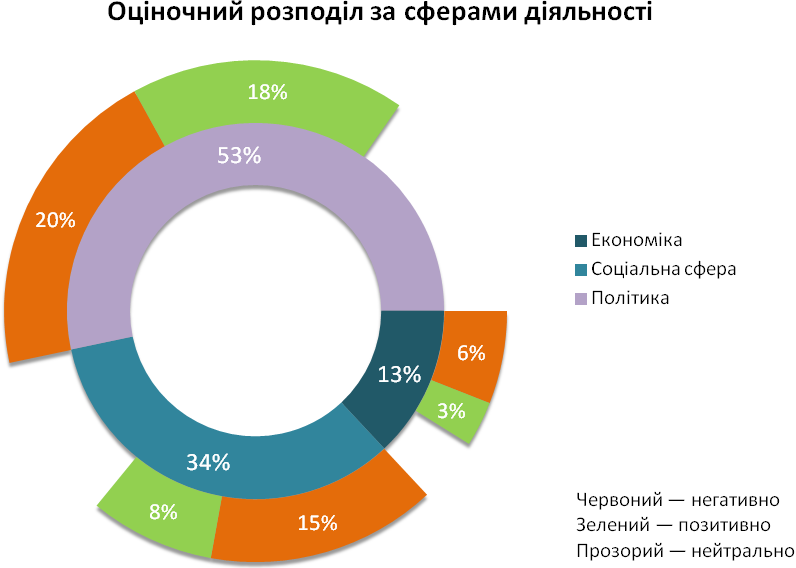 Оціночний розподіл за сферами діяльності
18%
53%
20%
Економіка
Соціальна сфера
Політика
6%
13%
3%
34%
8%
15%
Червоний — негативно
Зелений — позитивно
Прозорий — нейтрально